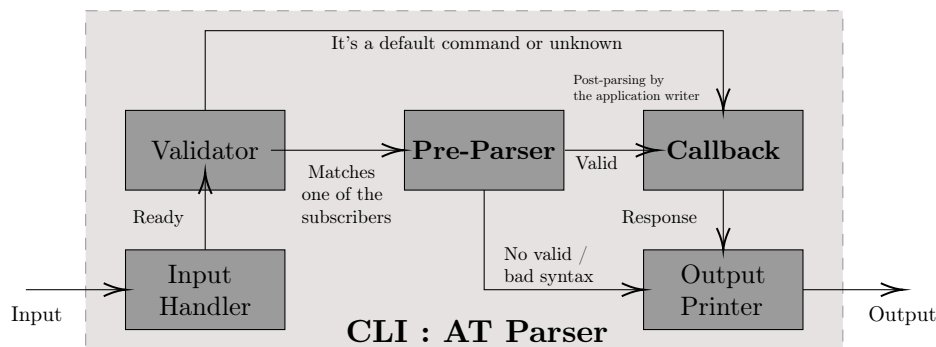 It's a default command or unknown
Post-parsing by
the application writer
Validator
Pre-Parser
Valid
Callback
Matches
one of the
subscribers
Ready
Response
Input
Input
Handler
No valid /
bad syntax
Output
Printer
Output
CLI : AT Parser